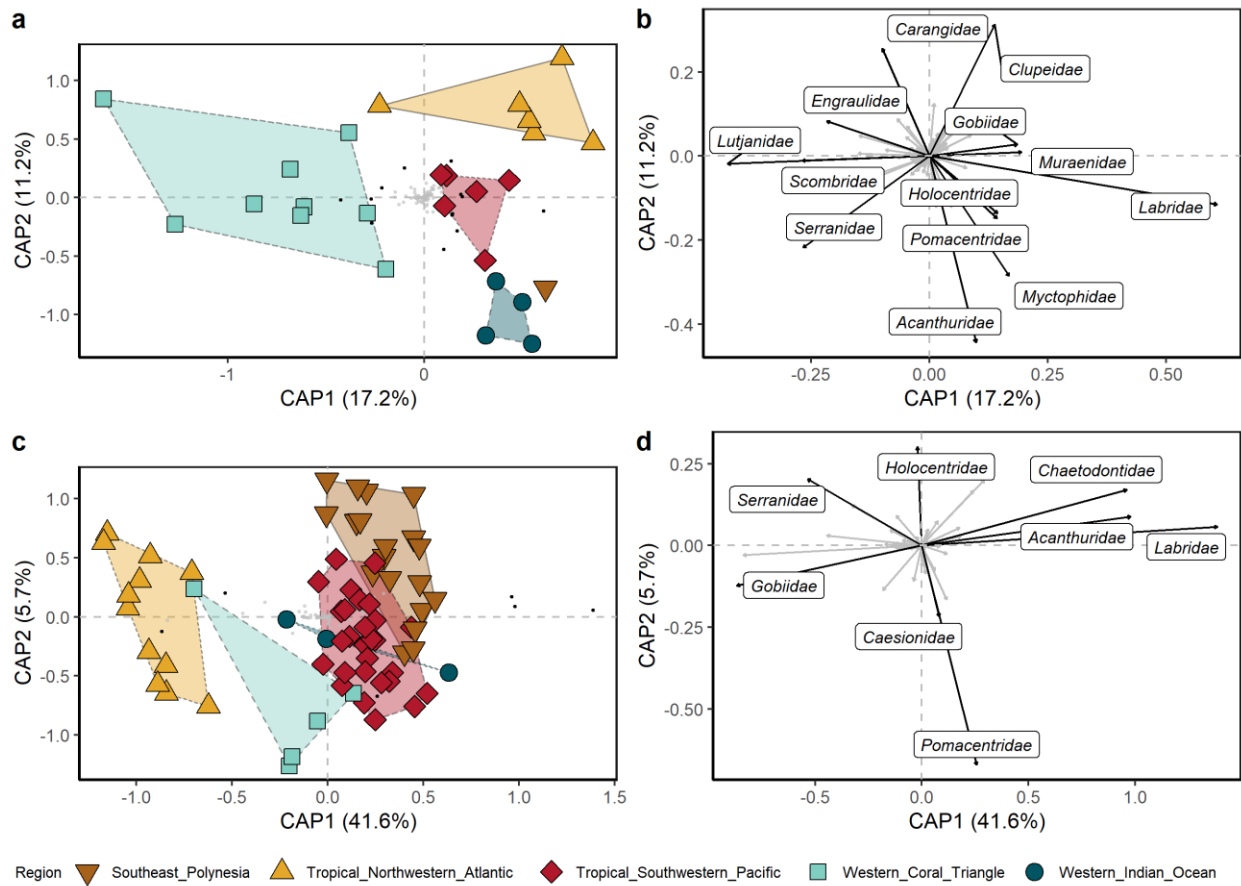 a
1.0
0.5
0.0
-0.5
-1.0
CAP2 (11.2%)
-1
0
CAP1 (17.2%)
b
Carangidae
Clupeidae
Engraulidae
Gobiidae
Lutjanidae
Muraenidae
Scombridae
Holocentridae
Labridae
Serranidae
Pomacentridae
Myctophidae
Acanthuridae
0.2
0.0
-0.2
-0.4
CAP2 (11.2%)
-0.25
0.00
0.25
0.50
CAP1 (17.2%)
c
1.0
0.5
0.0
-0.5
-1.0
CAP2 (5.7%)
-1.0
-0.5
0.0
0.5
1.0
1.5
CAP1 (41.6%)
d
Holocentridae
Chaetodontidae
Serranidae
Acanthuridae
Labridae
Gobiidae
Caesionidae
Pomacentridae
0.25
0.00
-0.25
-0.50
CAP2 (5.7%)
-0.5
0.0
0.5
1.0
CAP1 (41.6%)
Region Southeast_Polynesia Tropical_Northwestern_Atlantic Tropical_Southwestern_Pacific Western_Coral_Triangle Western_Indian_Ocean